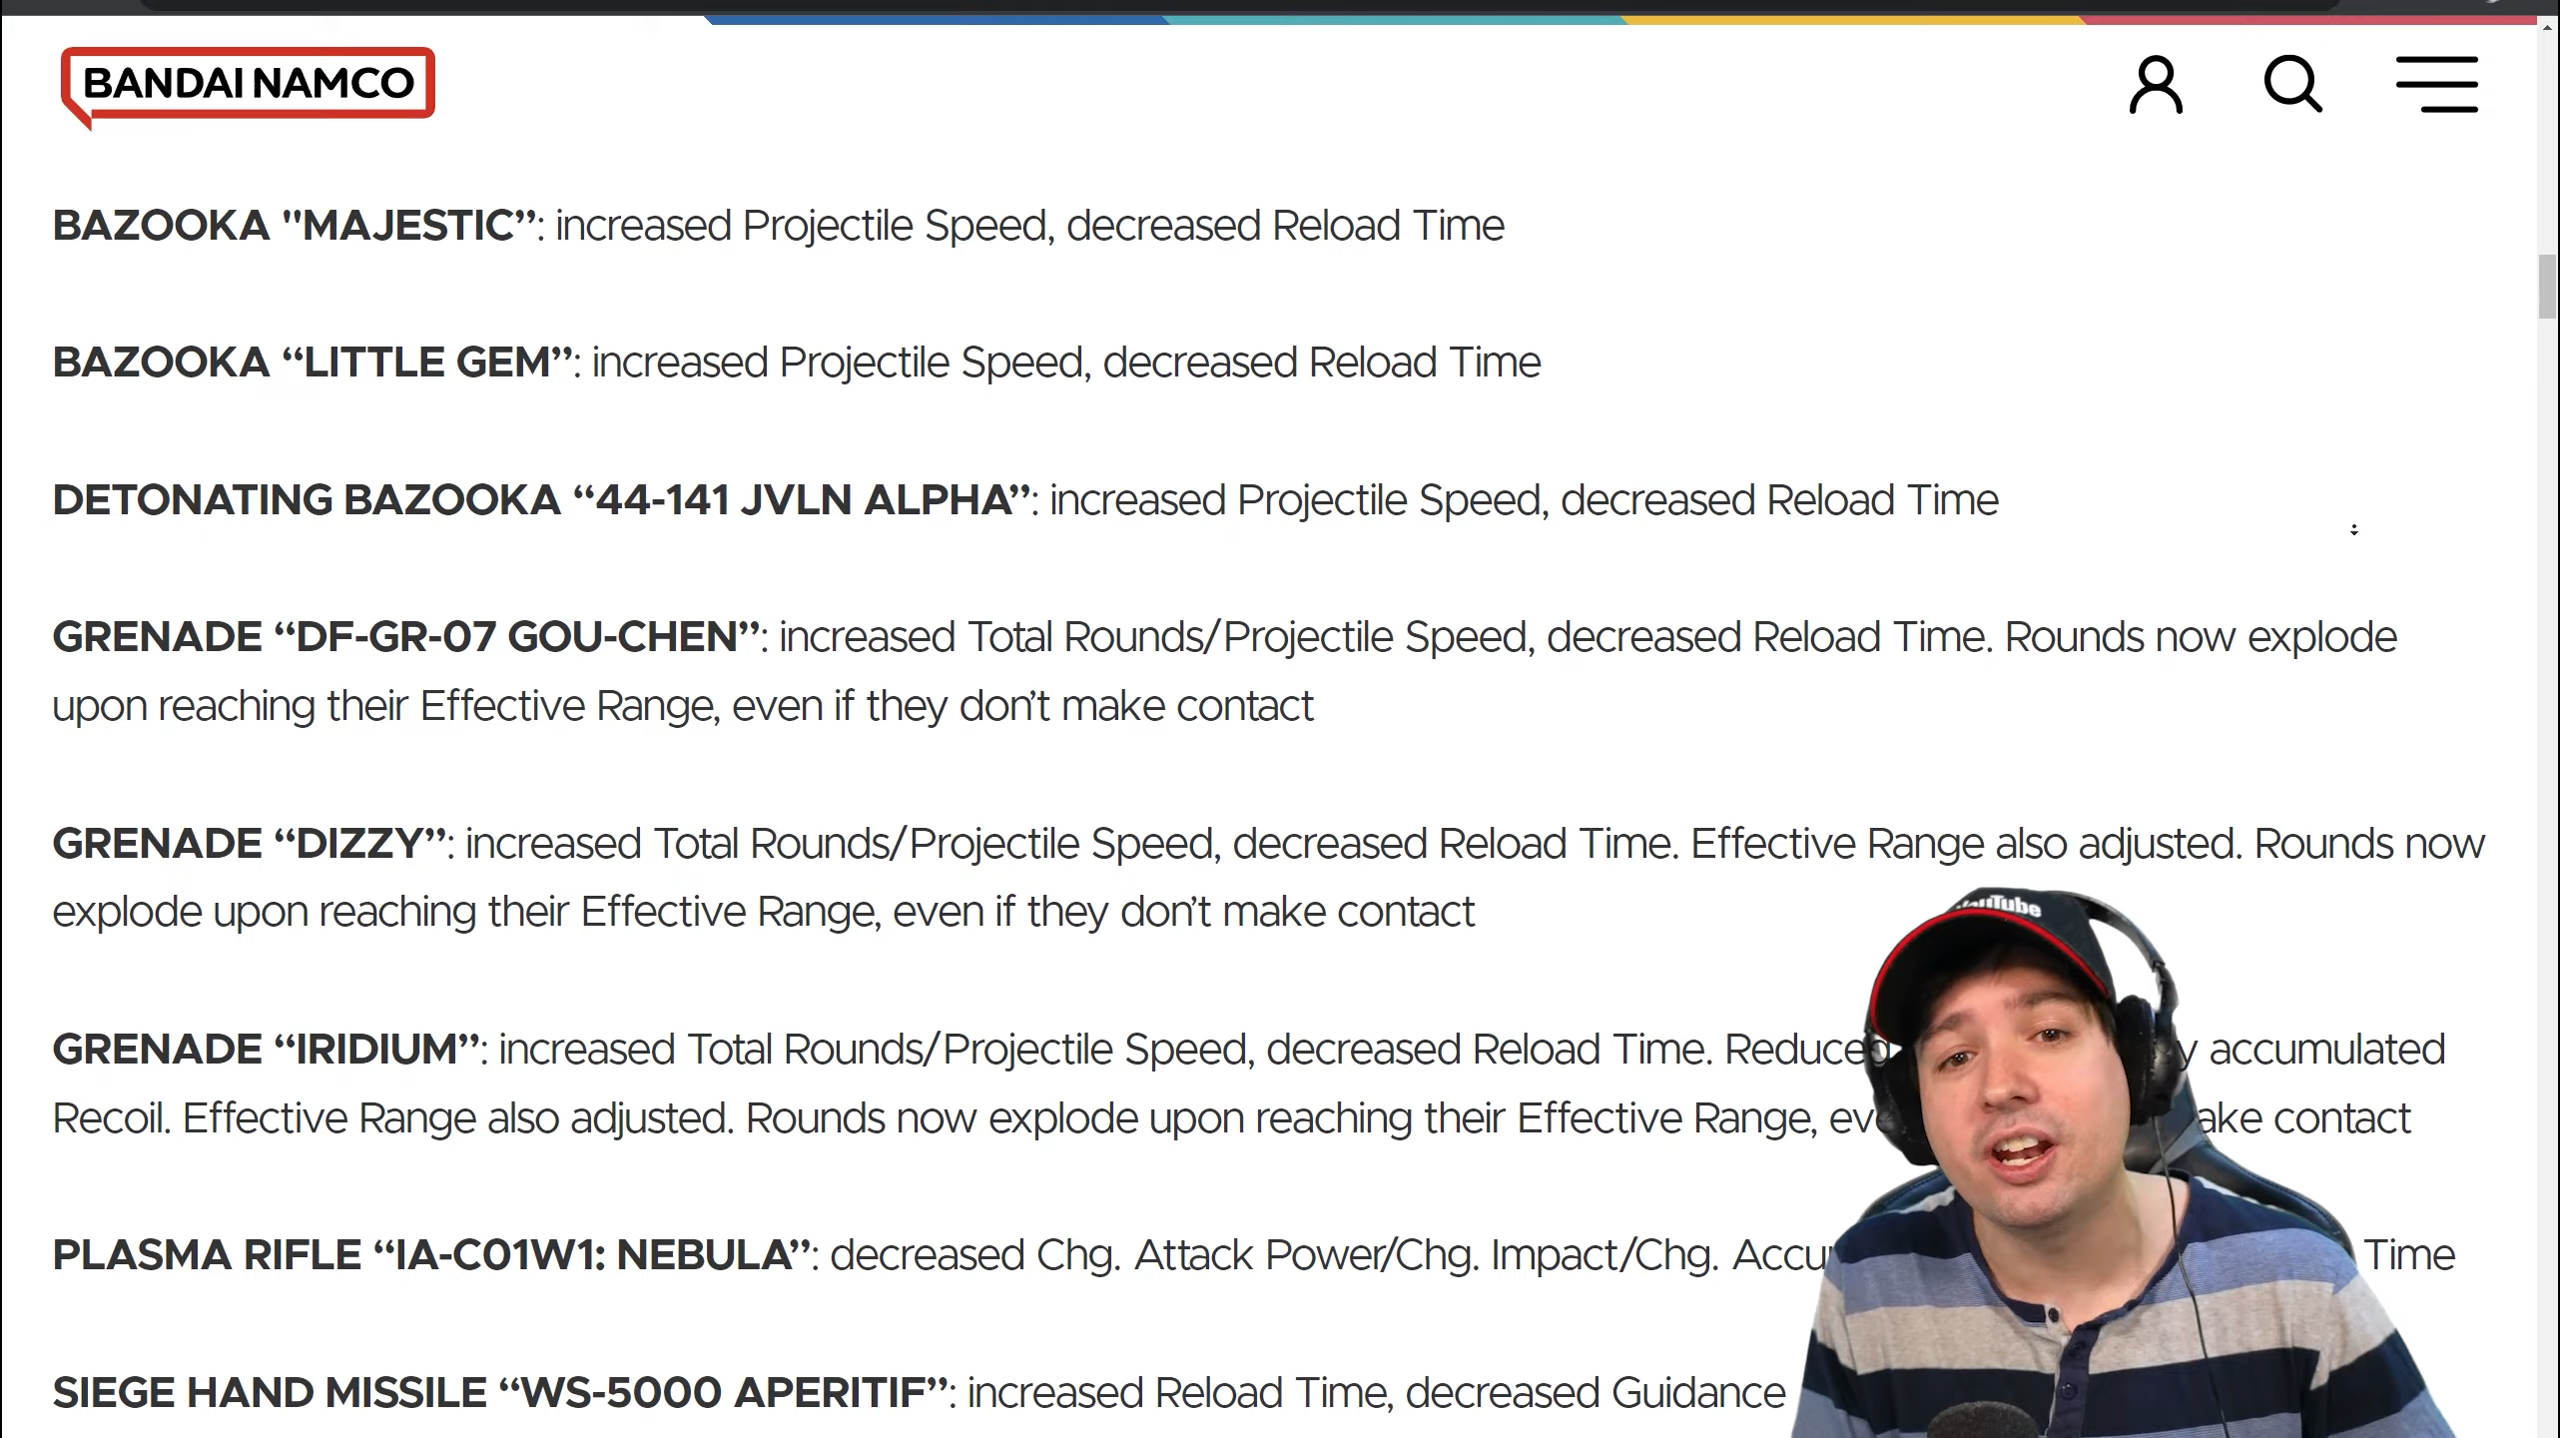 BANDAI NAMCO
BAZOOKA "MAJESTIC”: increased Projectile Speed, decreased Reload Time
BAZOOKA “LITTLE GEM”: increased Projectile Speed, decreased Reload Time
DETONATING BAZOOKA “44-141 JVLN ALPHA”: increased Projectile Speed, decreased Reload Time
GRENADE “DF-GR-07 GOU-CHEN”: increased Total Rounds/Projectile Speed, decreased Reload Time. Rounds now explode
upon reaching their Effective Range, even if they don’t make contact
GRENADE “DIZZY”: increased Total Rounds/Projectile Speed, decreased Reload Time. Effective Range also adjusted. Rounds now
explode upon reaching their Effective Range, even if they don’t make contact
GRENADE “IRIDIUM”: increased Total Rounds/Projectile Speed, decreased Reload Time. Reduced accumulated
Recoil. Effective Range also adjusted. Rounds now explode upon reaching their Effective Range, contact
PLASMA RIFLE “IA-C01W1: NEBULA”: decreased Chg. Attack Power/Chg. Impact/Chg. Time
SIEGE HAND MISSILE “WS-5000 APERITIF”: increased Reload Time, decreased Guidance
YouTube